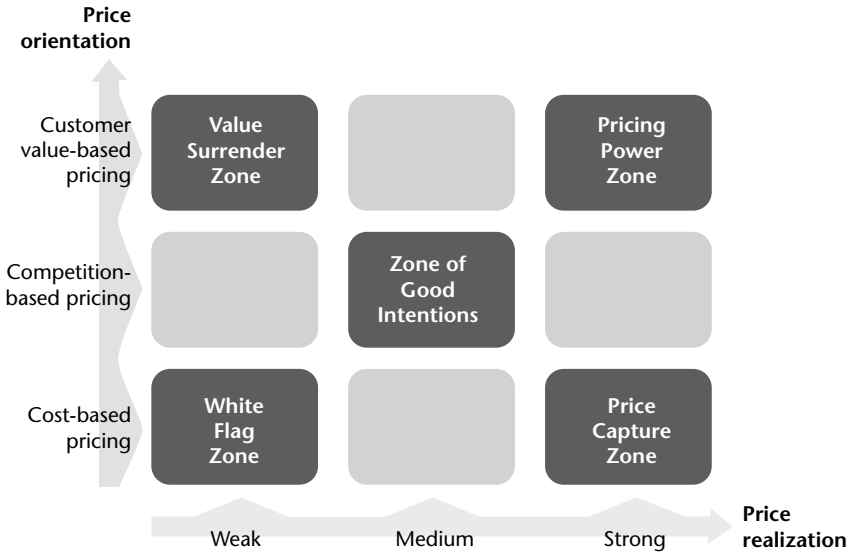 Price
orientation
Customer
value-based
pricing
Value
Surrender
Zone
Pricing
Power
Zone
Competition-
based pricing
Zone of
Good
Intentions
Cost-based
pricing
White
Flag
Zone
Price
Capture
Zone
Weak
Medium
Strong
Price
realization